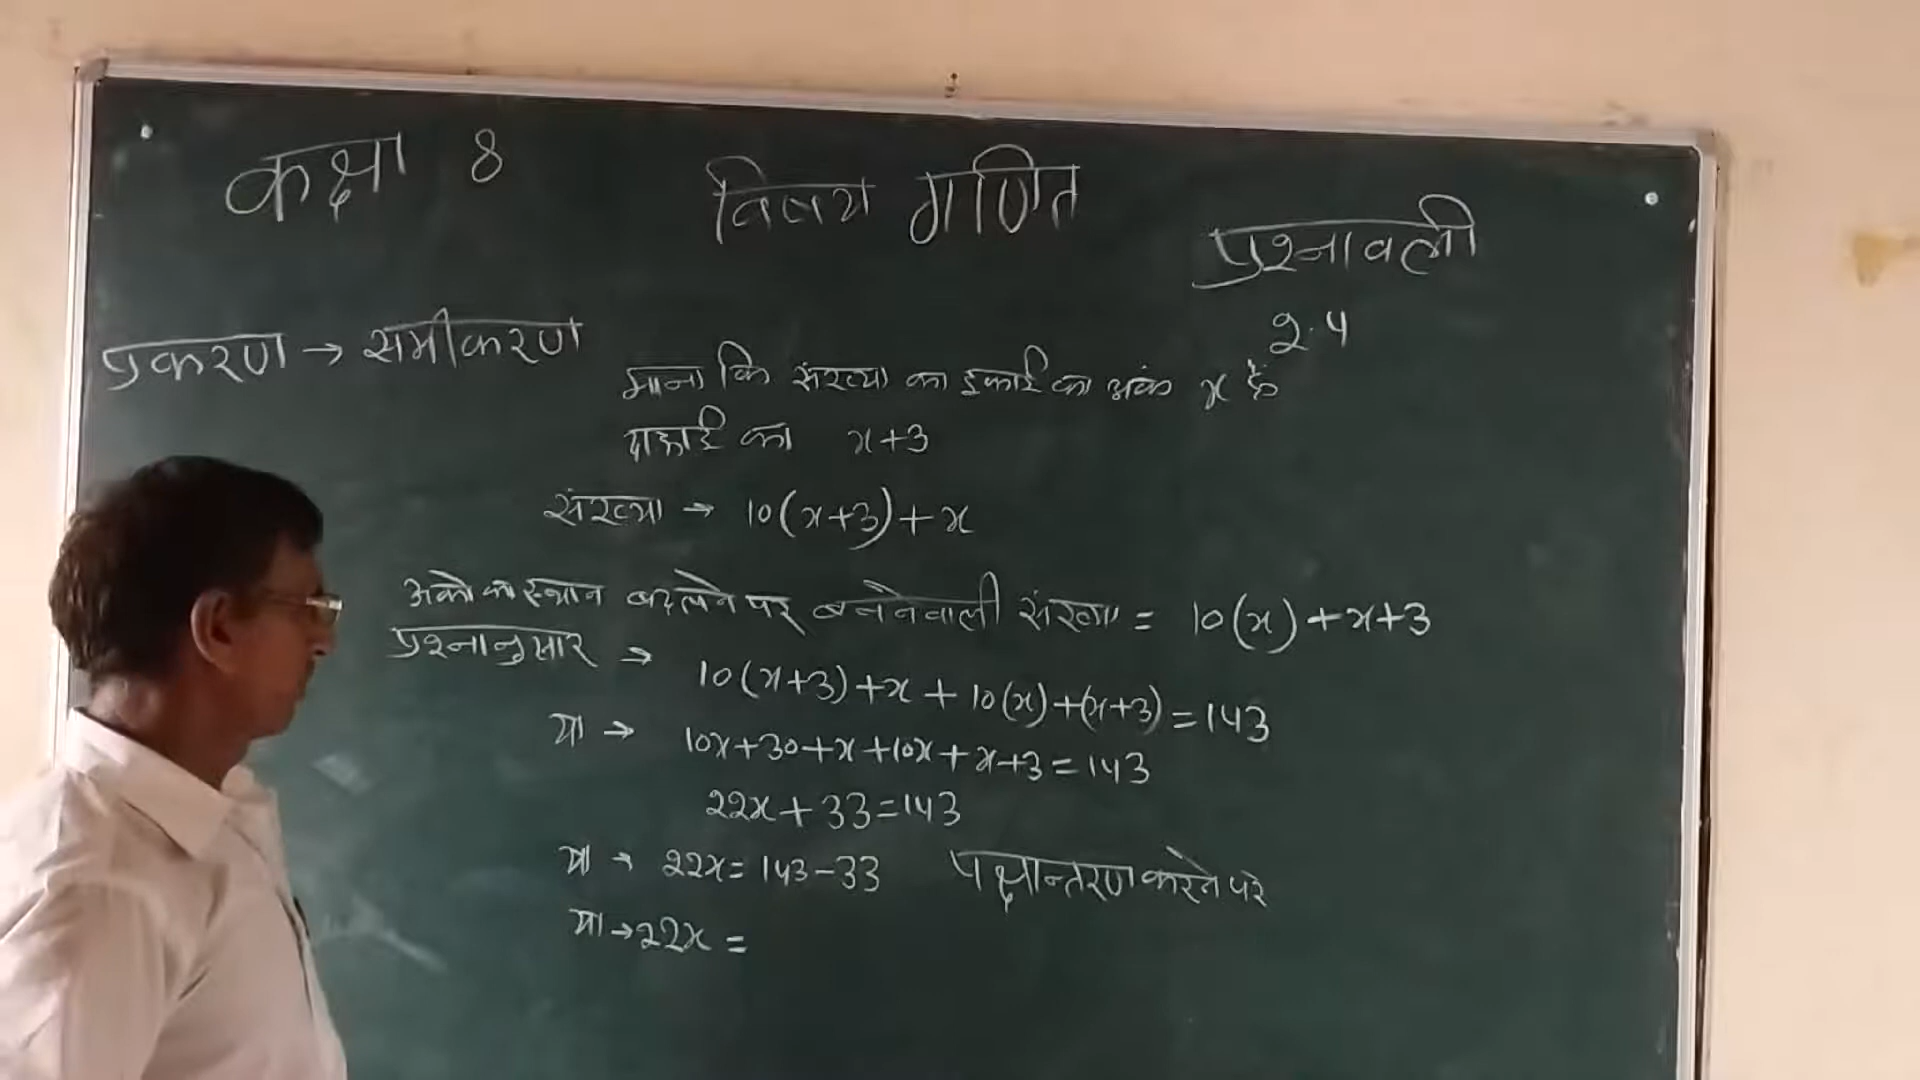 कक्षा 8
विषय गणित
प्रश्नावली
2.4
प्रकरण → समीकरण
माना कि संख्या का इकाई का अंक x है
दाहाई का x+3
संख्या → 10(x+3)+x
अंको का स्थान बदलने पर बननेवाली संख्या = 10(x)+x+3
प्रश्नानुसार →
10(x+3)+x+10(x)+(x+3)=143
या → 10x+30+x+10x+x+3=143
22x+33=143
या → 22x=143-33 पक्षान्तरण करने पर
या → 22x =